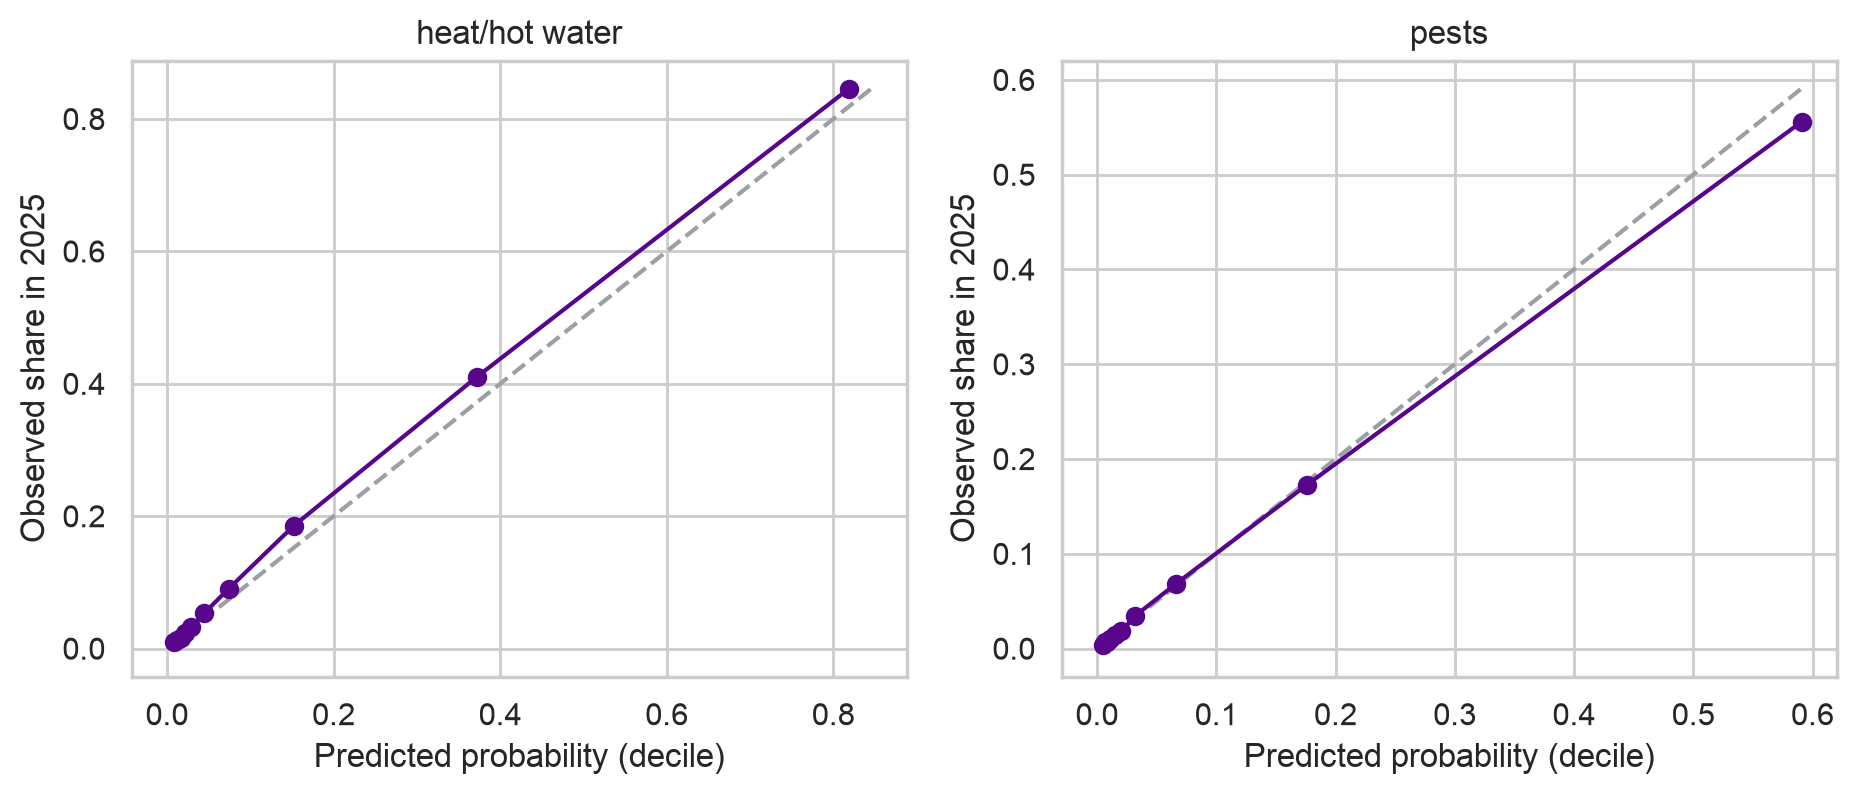 heat/hot water
Observed share in 2025
0.8
0.6
0.4
0.2
0.0
0.0 0.2 0.4 0.6 0.8
Predicted probability (decile)
pests
Observed share in 2025
0.6
0.5
0.4
0.3
0.2
0.1
0.0
0.0 0.1 0.2 0.3 0.4 0.5 0.6
Predicted probability (decile)